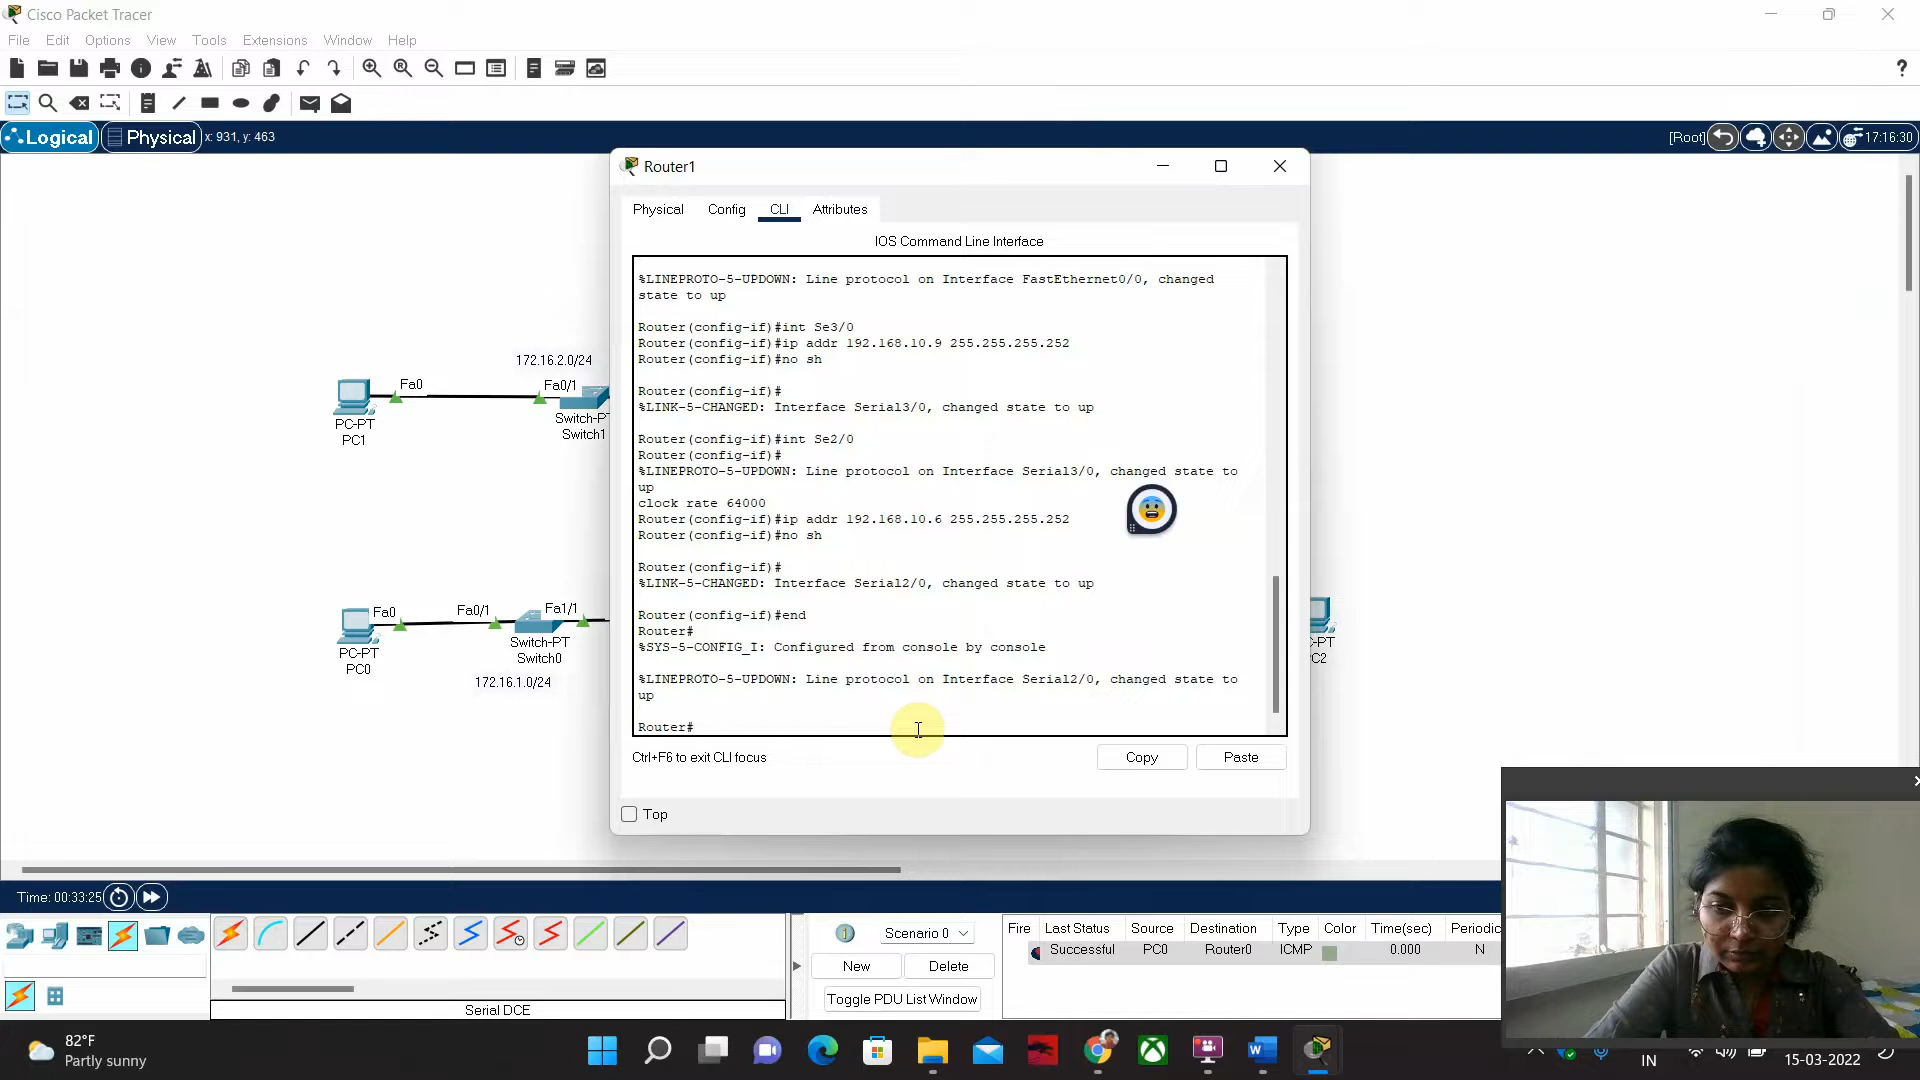 Cisco Packet Tracer
File Edit Options View Tools Extensions Window Help
Logical Physical x: 931, y: 463 [Root] 17:16:30
Router1
Physical Config CLI Attributes
IOS Command Line Interface
%LINEPROTO-5-UPDOWN: Line protocol on Interface FastEthernet0/0, changed
state to up
Router(config-if)#int Se3/0
Router(config-if)#ip addr 192.168.10.9 255.255.255.252
Router(config-if)#no sh
Router(config-if)#
%LINK-5-CHANGED: Interface Serial3/0, changed state to up
Router(config-if)#int Se2/0
Router(config-if)#
%LINEPROTO-5-UPDOWN: Line protocol on Interface Serial3/0, changed state to
up
clock rate 64000
Router(config-if)#ip addr 192.168.10.6 255.255.255.252
Router(config-if)#no sh
Router(config-if)#
%LINK-5-CHANGED: Interface Serial2/0, changed state to up
Router(config-if)#end
Router#
%SYS-5-CONFIG_I: Configured from console by console
%LINEPROTO-5-UPDOWN: Line protocol on Interface Serial2/0, changed state to
up
Router#
Ctrl+F6 to exit CLI focus
Copy Paste
Top
172.16.2.0/24
Fa0 Fa0/1
PC-PT
PC1
Switch-PT
Switch1
Fa0 Fa0/1 Fa1/1
PC-PT
PC0
Switch-PT
Switch0
172.16.1.0/24
C-PT
PC2
Time: 00:33:25
Scenario 0
New Delete
Toggle PDU List Window
Serial DCE
Fire Last Status Source Destination Type Color Time(sec) Periodic
Successful PC0 Router0 ICMP 0.000 N
82°F
Partly sunny
IN
15-03-2022